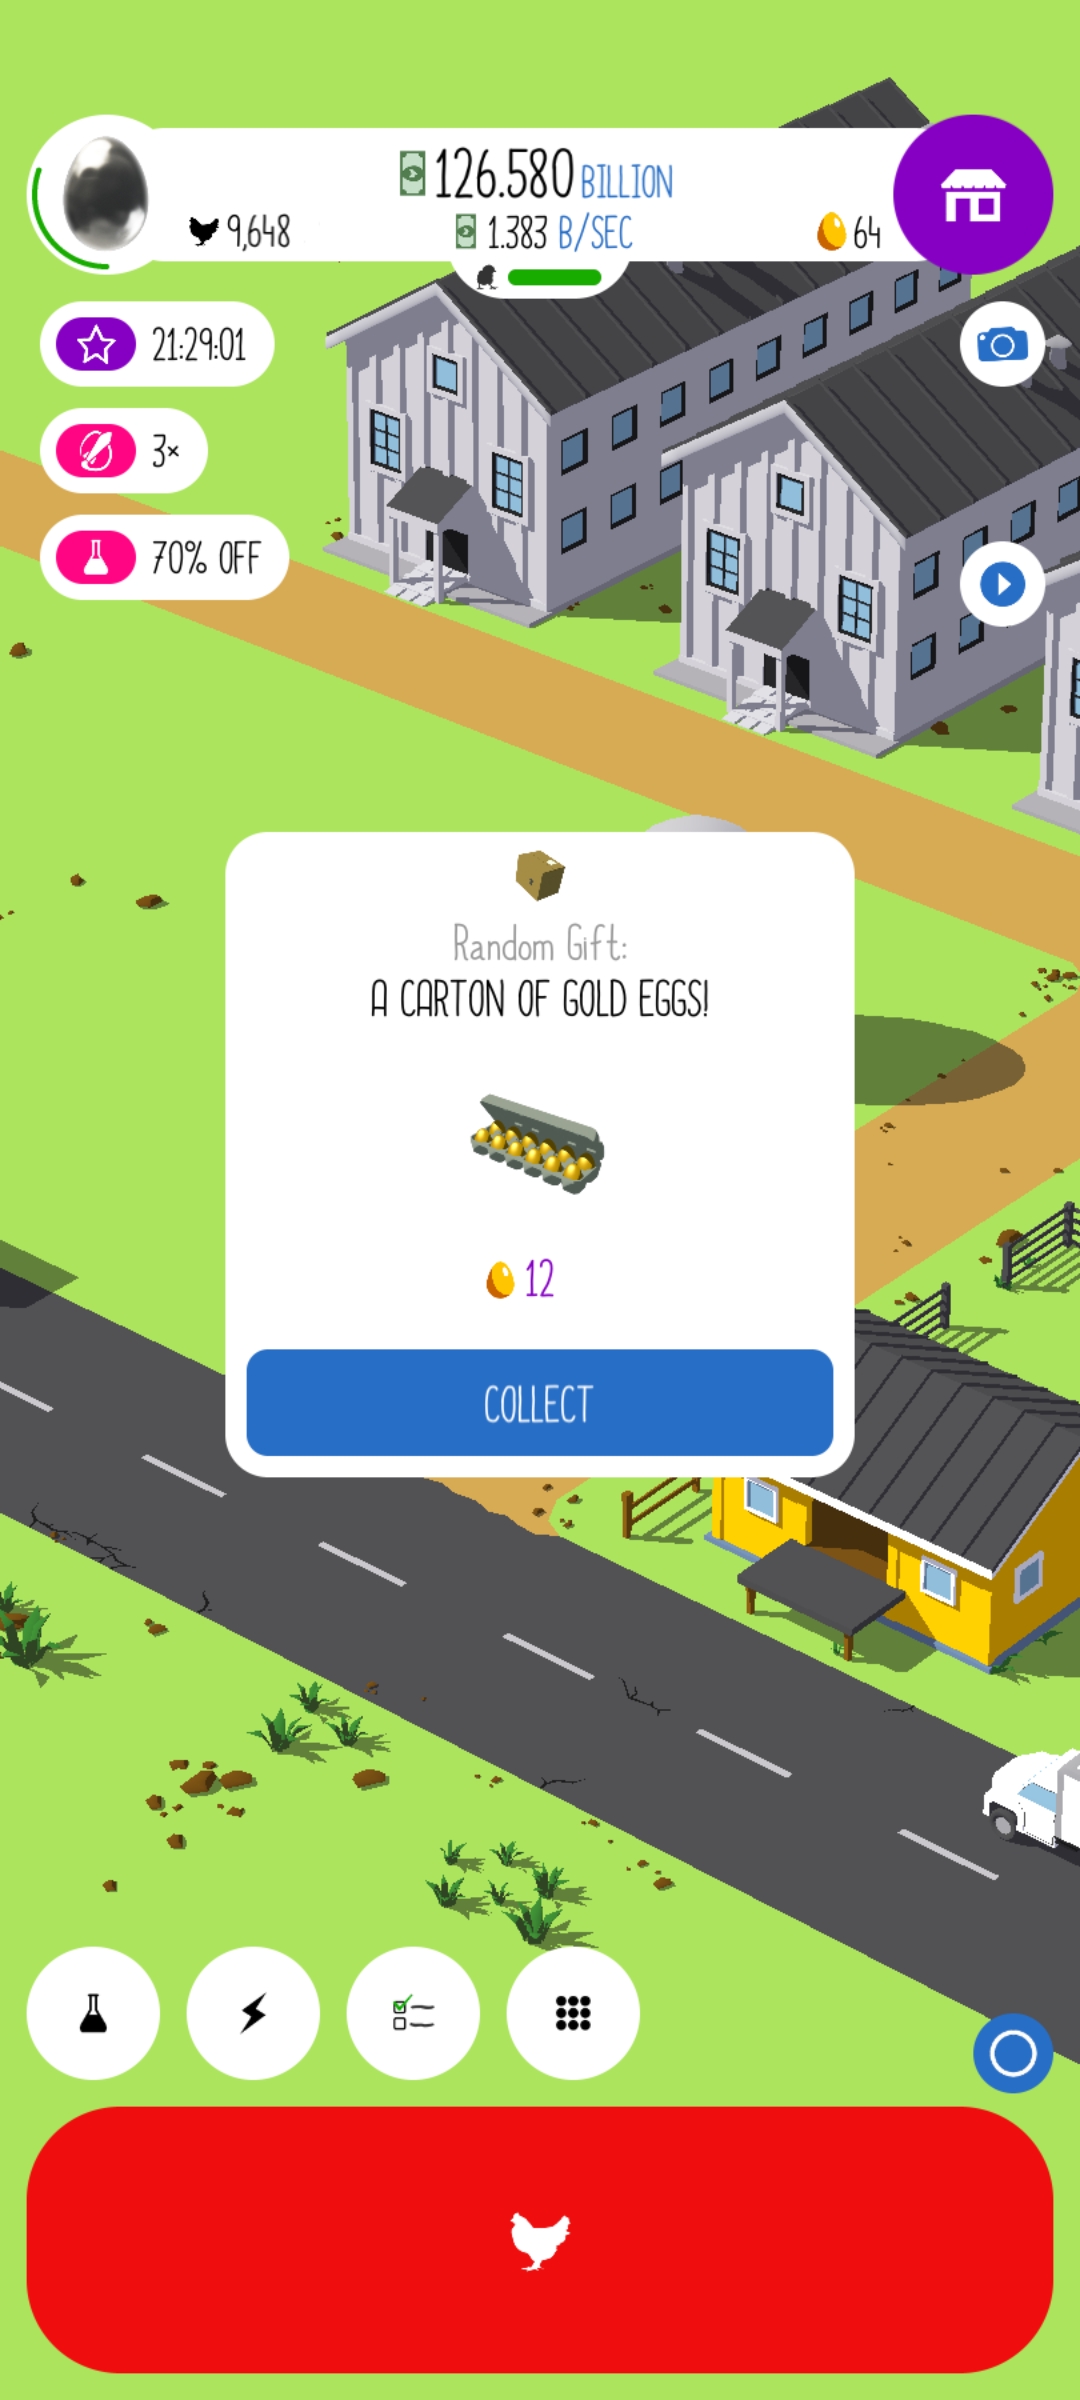 126.580 BILLION
9,648
1.383 B/SEC
64
21:29:01
3×
70% OFF
Random Gift:
A CARTON OF GOLD EGGS!
12
COLLECT